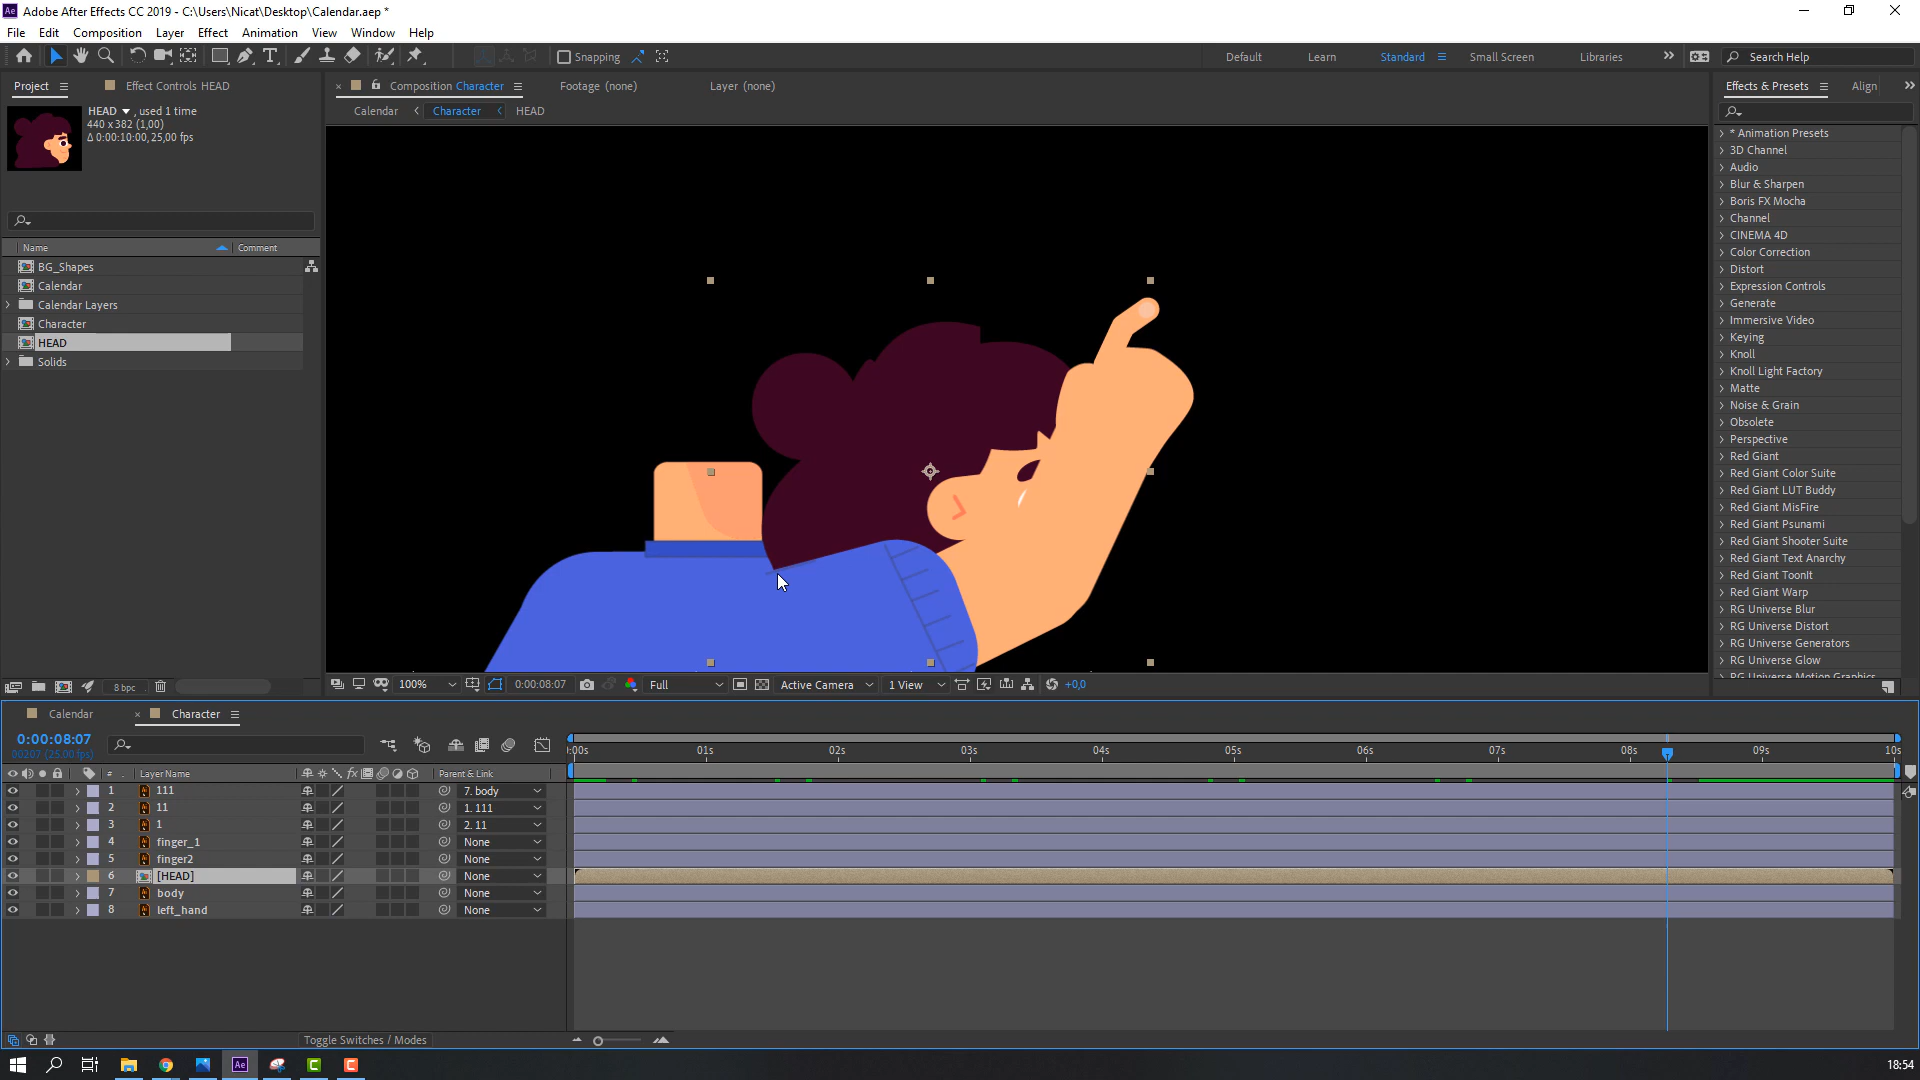 Adobe After Effects CC 2019 - C:\Users\Nicat\Desktop\Calendar.aep *
File Edit Composition Layer Effect Animation View Window Help
Snapping Default Learn Standard Small Screen Libraries Search Help
Project Effect Controls HEAD Composition Character Footage (none) Layer (none) Effects & Presets Align
HEAD , used 1 time
440 x 382 (1,00)
Δ 0:00:10:00, 25,00 fps
Calendar Character HEAD
Name Comment
BG_Shapes
Calendar
Calendar Layers
Character
HEAD
Solids
* Animation Presets
3D Channel
Audio
Blur & Sharpen
Boris FX Mocha
Channel
CINEMA 4D
Color Correction
Distort
Expression Controls
Generate
Immersive Video
Keying
Knoll
Knoll Light Factory
Matte
Noise & Grain
Obsolete
Perspective
Red Giant
Red Giant Color Suite
Red Giant LUT Buddy
Red Giant MisFire
Red Giant Psunami
Red Giant Shooter Suite
Red Giant Text Anarchy
Red Giant ToonIt
Red Giant Warp
RG Universe Blur
RG Universe Distort
RG Universe Generators
RG Universe Glow
RG Universe Motion Graphics
8 bpc 100% 0:00:08:07 Full Active Camera 1 View +0,0
Calendar Character
0:00:08:07
00207 (25.00 fps)
:00s 01s 02s 03s 04s 05s 06s 07s 08s 09s 10s
# Layer Name Parent & Link
1 111 7. body
2 11 1. 111
3 1 2. 11
4 finger_1 None
5 finger2 None
6 [HEAD] None
7 body None
8 left_hand None
Toggle Switches / Modes
18:54